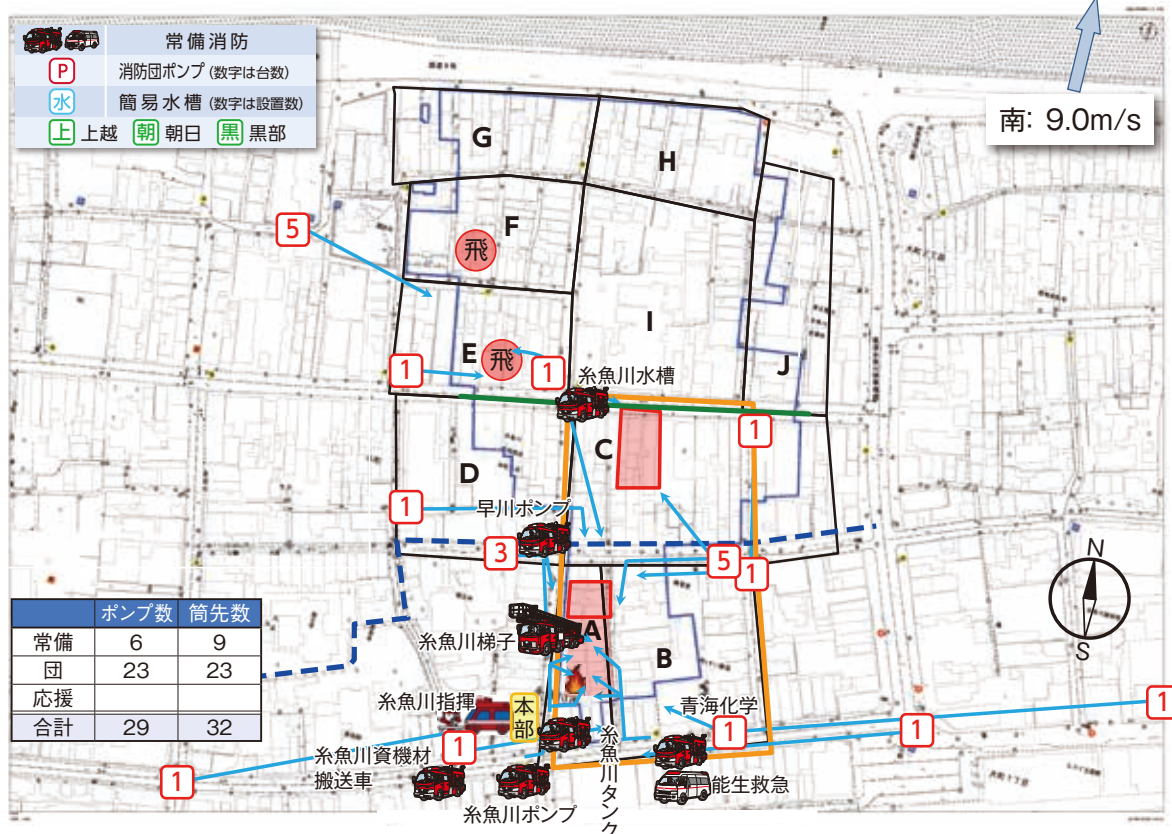 常備消防
P 消防団ポンプ (数字は台数)
水 簡易水槽 (数字は設置数)
上 上越 朝 朝日 黒 黒部
南: 9.0m/s
G
H
F
飛
5
I
E
飛
1
1
J
糸魚川水槽
C
1
D
1
早川ポンプ
3
5
1
N
S
A
B
糸魚川梯子
糸魚川指揮
本部
青海化学
1
1
1
1
1
糸魚川資機材
搬送車
糸魚川ポンプ
糸魚川タンク
能生救急
ポンプ数 筒先数
常備 6 9
団 23 23
応援
合計 29 32